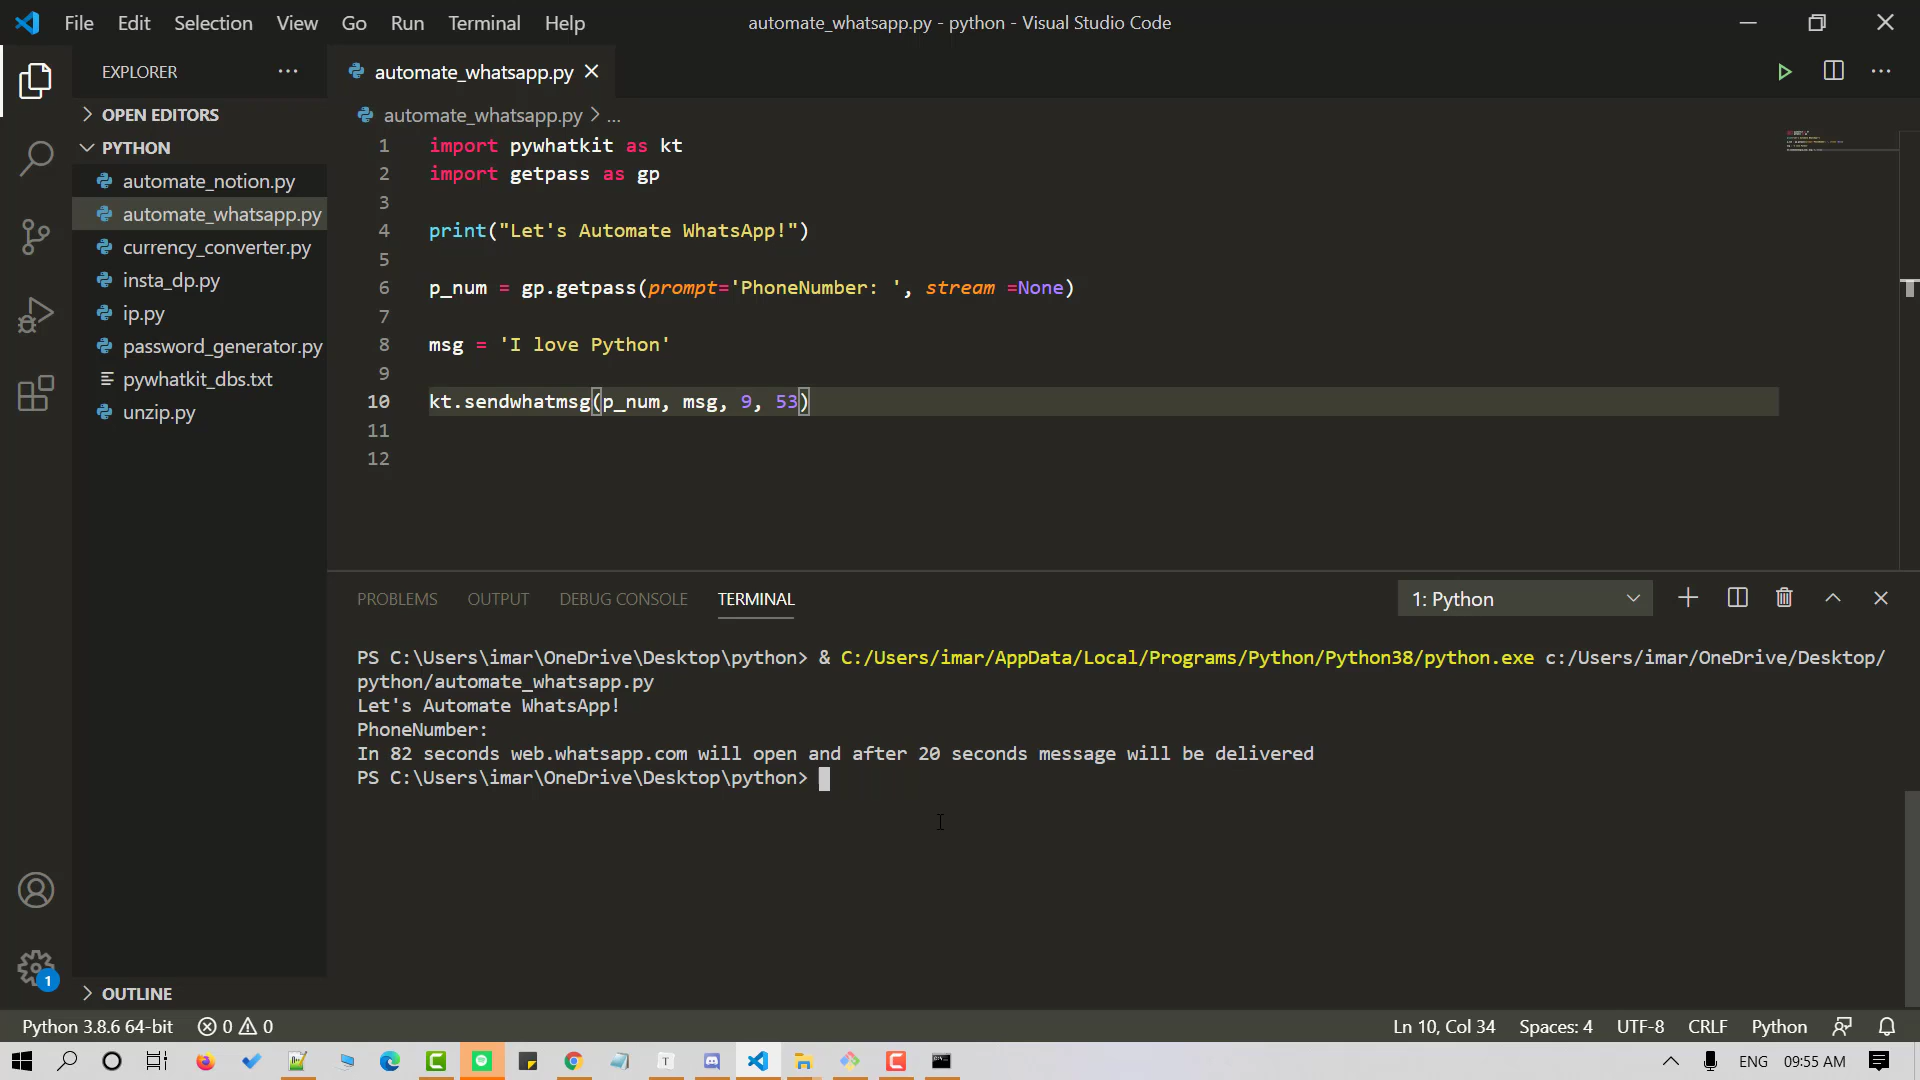 File Edit Selection View Go Run Terminal Help automate_whatsapp.py - python - Visual Studio Code
EXPLORER ···
OPEN EDITORS
PYTHON
automate_notion.py
automate_whatsapp.py
currency_converter.py
insta_dp.py
ip.py
password_generator.py
pywhatkit_dbs.txt
unzip.py
OUTLINE
automate_whatsapp.py
automate_whatsapp.py > ...
1 import pywhatkit as kt
2 import getpass as gp
3
4 print("Let's Automate WhatsApp!")
5
6 p_num = gp.getpass(prompt='PhoneNumber: ', stream =None)
7
8 msg = 'I love Python'
9
10 kt.sendwhatmsg(p_num, msg, 9, 53)
11
12
PROBLEMS OUTPUT DEBUG CONSOLE TERMINAL 1: Python
PS C:\Users\imar\OneDrive\Desktop\python> & C:/Users/imar/AppData/Local/Programs/Python/Python38/python.exe c:/Users/imar/OneDrive/Desktop/
python/automate_whatsapp.py
Let's Automate WhatsApp!
PhoneNumber:
In 82 seconds web.whatsapp.com will open and after 20 seconds message will be delivered
PS C:\Users\imar\OneDrive\Desktop\python>
1
Python 3.8.6 64-bit 0 0 Ln 10, Col 34 Spaces: 4 UTF-8 CRLF Python
ENG 09:55 AM